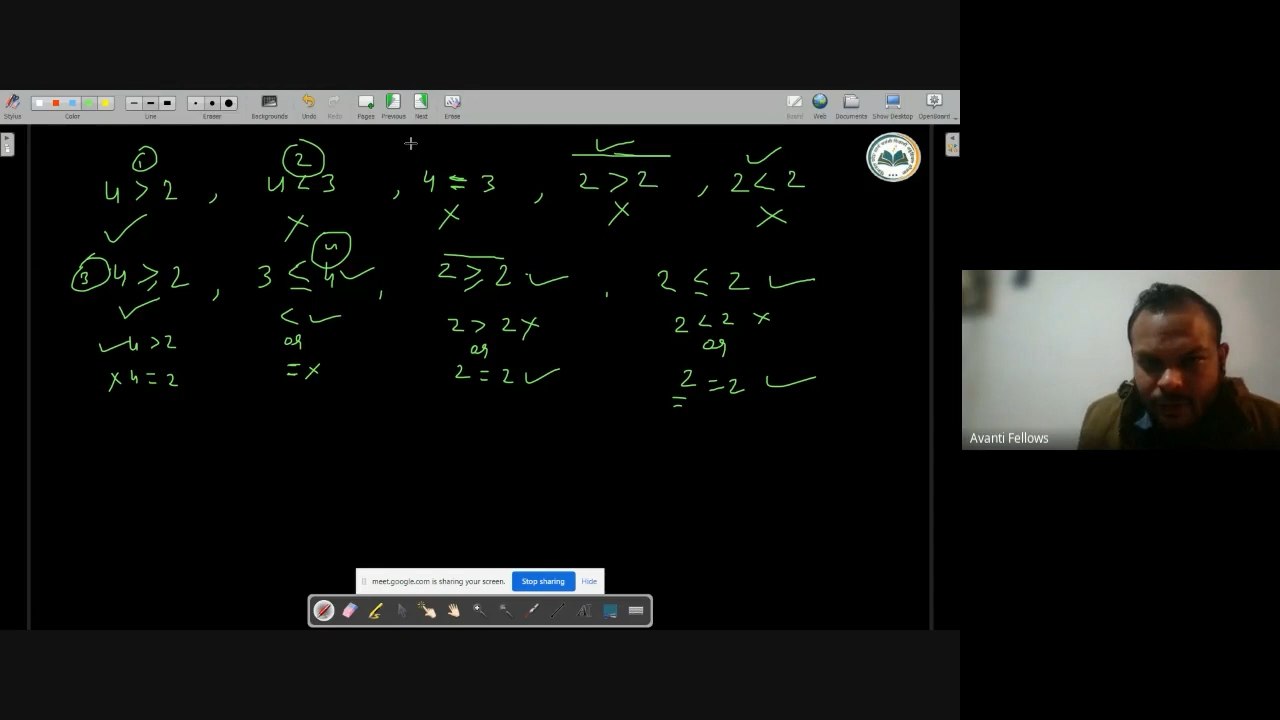 Stylus Color Line Eraser Backgrounds Undo Redo Pages Previous Next Erase Board Web Documents Show Desktop OpenBoard
① ② ✓ ✓
4 > 2 , 4 < 3 , 4 = 3 , 2 > 2 , 2 < 2
✓ X X X X
③ 4 ≥ 2 , 3 ≤ 4 ✓ , 2 ≥ 2 ✓ , 2 ≤ 2 ✓
✓ < ✓ 2 > 2 X 2 < 2 X
✓ 4 > 2 or or or
X 4 = 2 = X 2 = 2 ✓ 2 = 2 ✓
Avanti Fellows
meet.google.com is sharing your screen. Stop sharing Hide